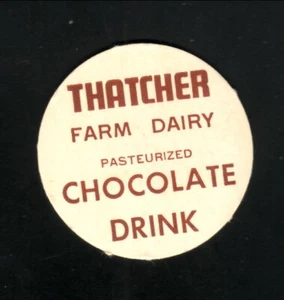 THATCHER
FARM DAIRY
PASTEURIZED
CHOCOLATE
DRINK